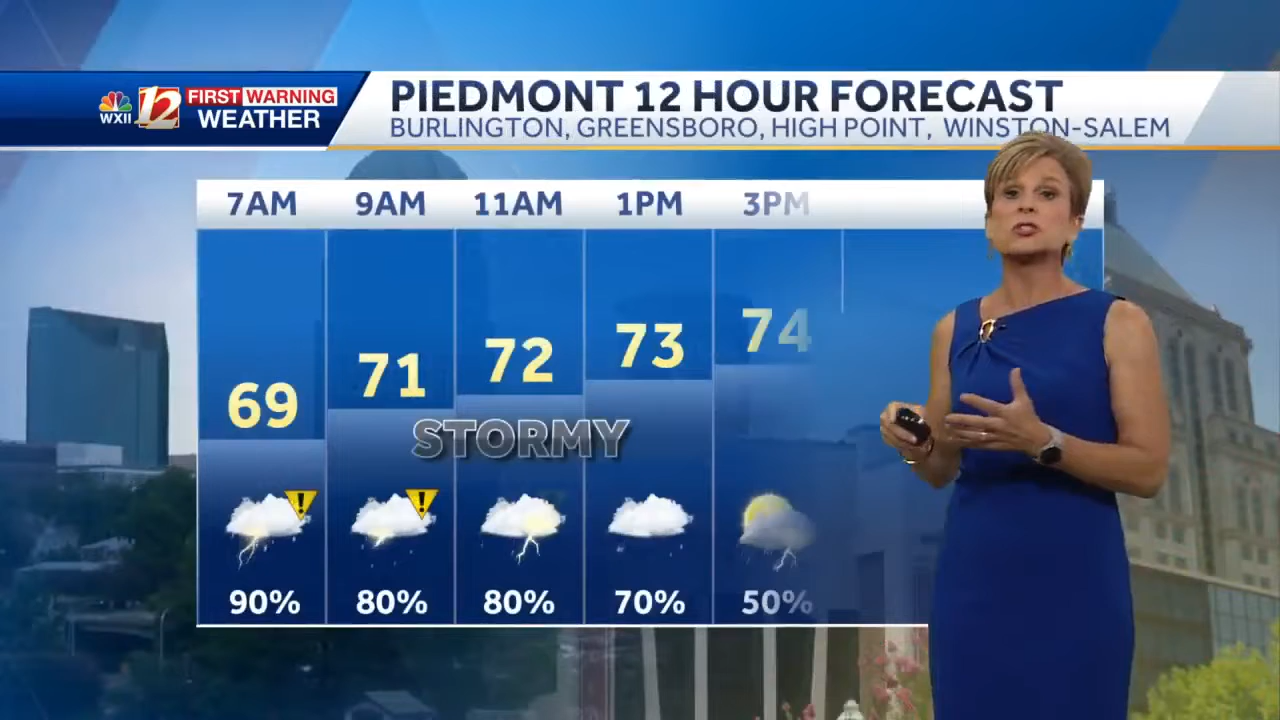 WXII 12 FIRST WARNING WEATHER
PIEDMONT 12 HOUR FORECAST
BURLINGTON, GREENSBORO, HIGH POINT, WINSTON-SALEM
7AM 9AM 11AM 1PM 3PM
69 71 72 73 74
STORMY
! !
90% 80% 80% 70% 50%